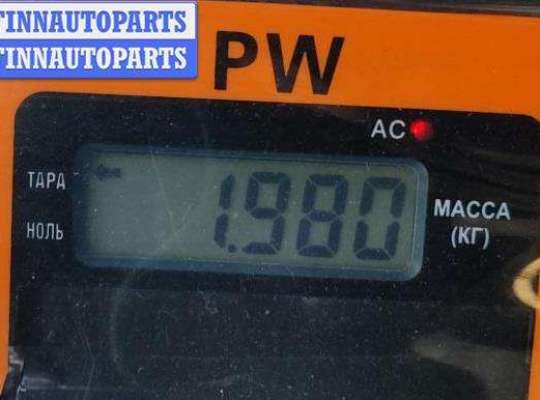 FINNAUTOPARTS
FINNAUTOPARTS
PW
AC
ТАРА
1.980
МАССА
(КГ)
НОЛЬ